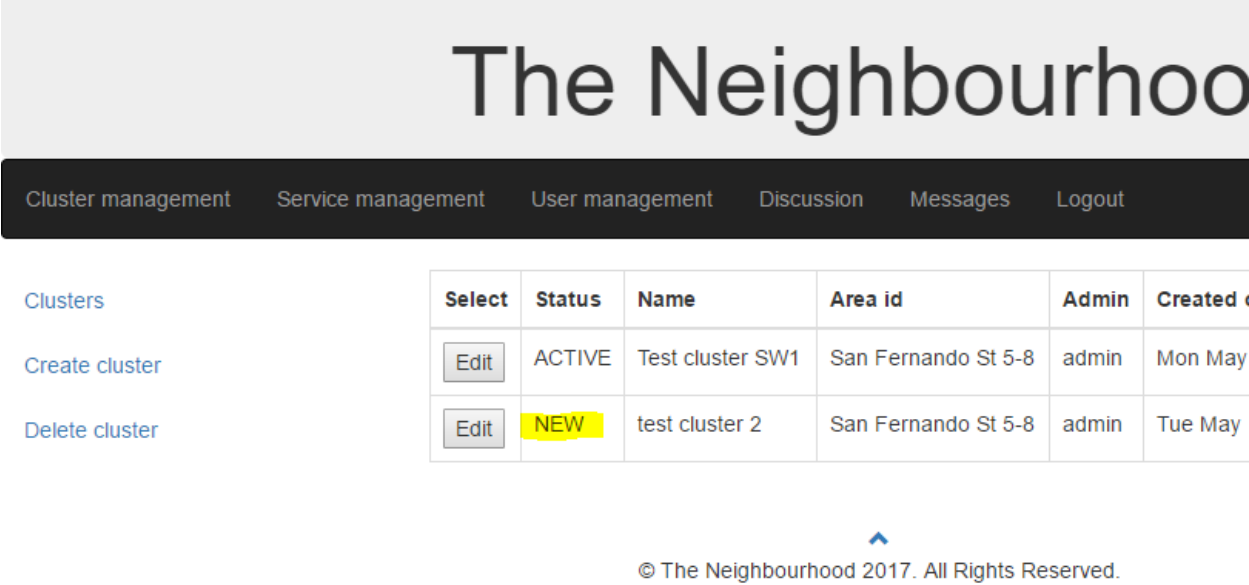 The Neighbourhoo
Cluster management Service management User management Discussion Messages Logout
Clusters
Create cluster
Delete cluster
Select Status Name Area id Admin Created
Edit ACTIVE Test cluster SW1 San Fernando St 5-8 admin Mon May
Edit NEW test cluster 2 San Fernando St 5-8 admin Tue May
© The Neighbourhood 2017. All Rights Reserved.